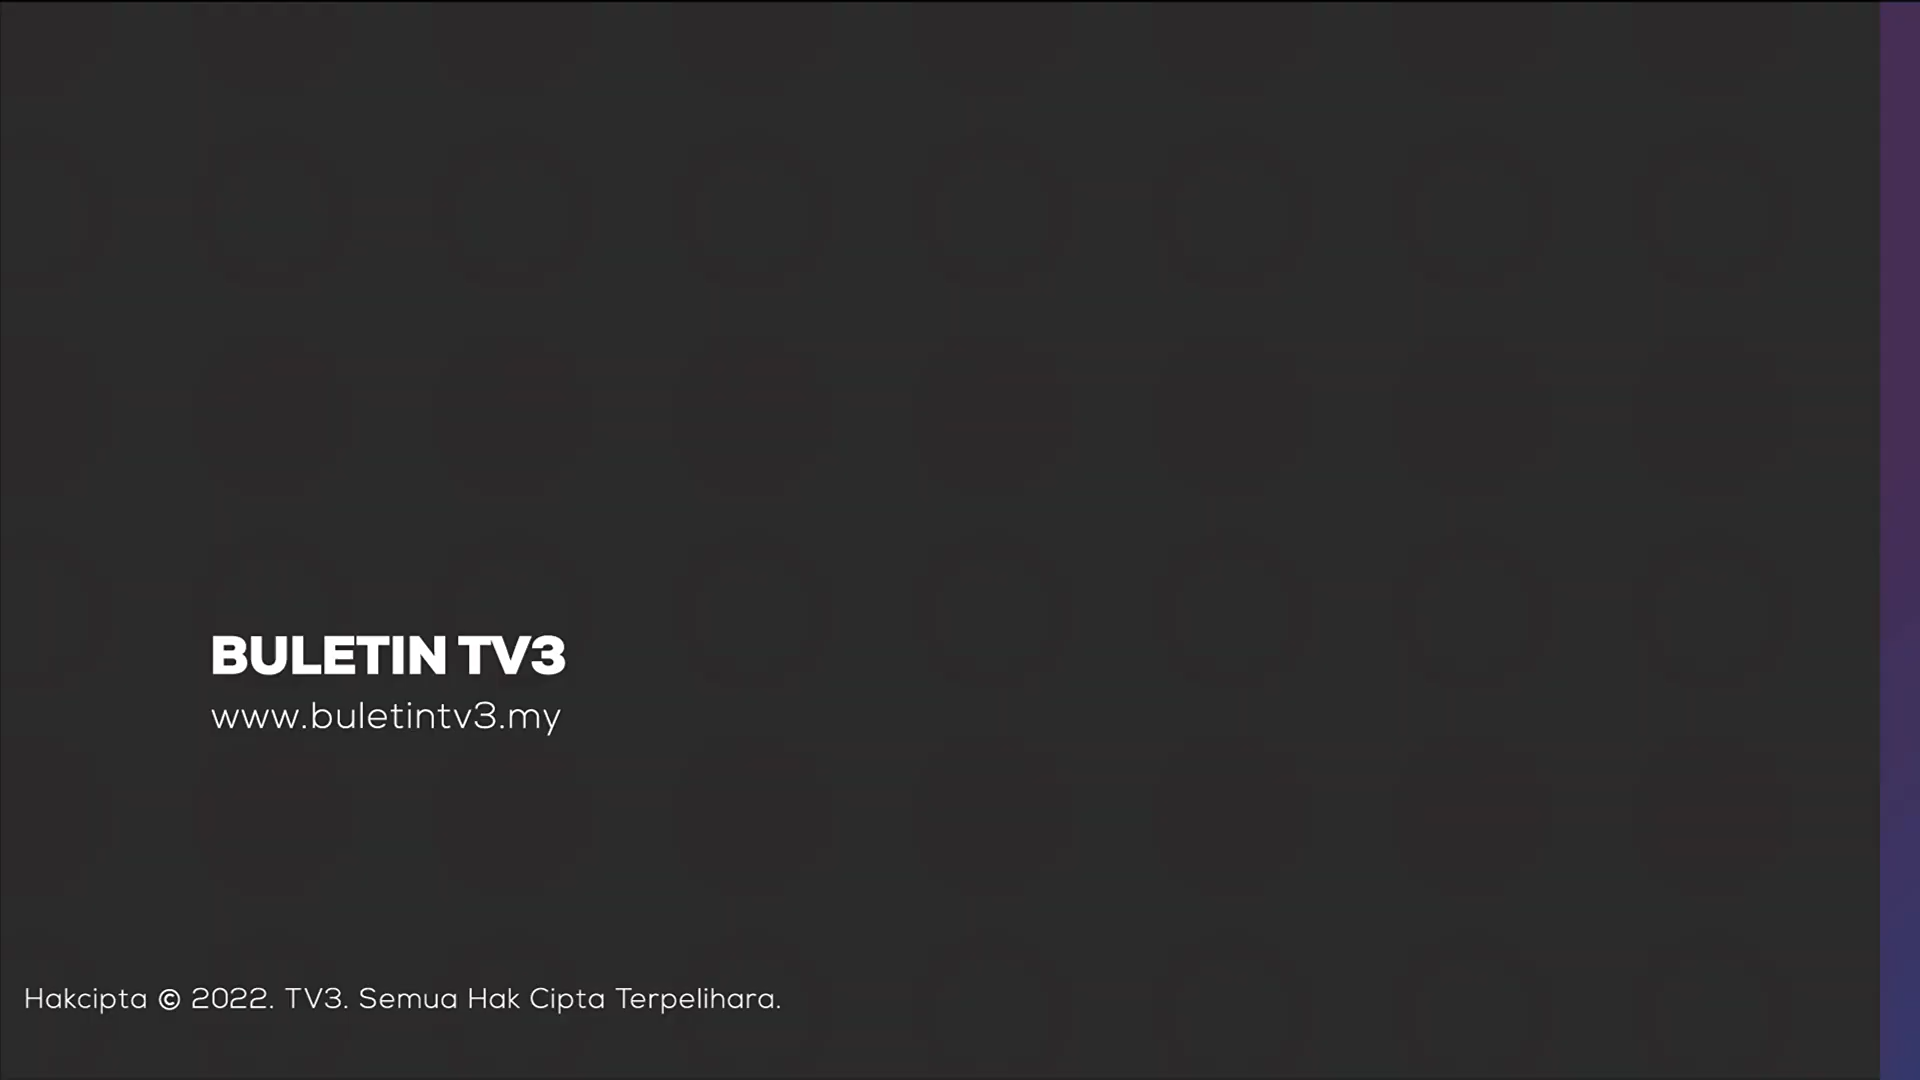 BULETIN TV3
www.buletintv3.my
Hakcipta © 2022. TV3. Semua Hak Cipta Terpelihara.